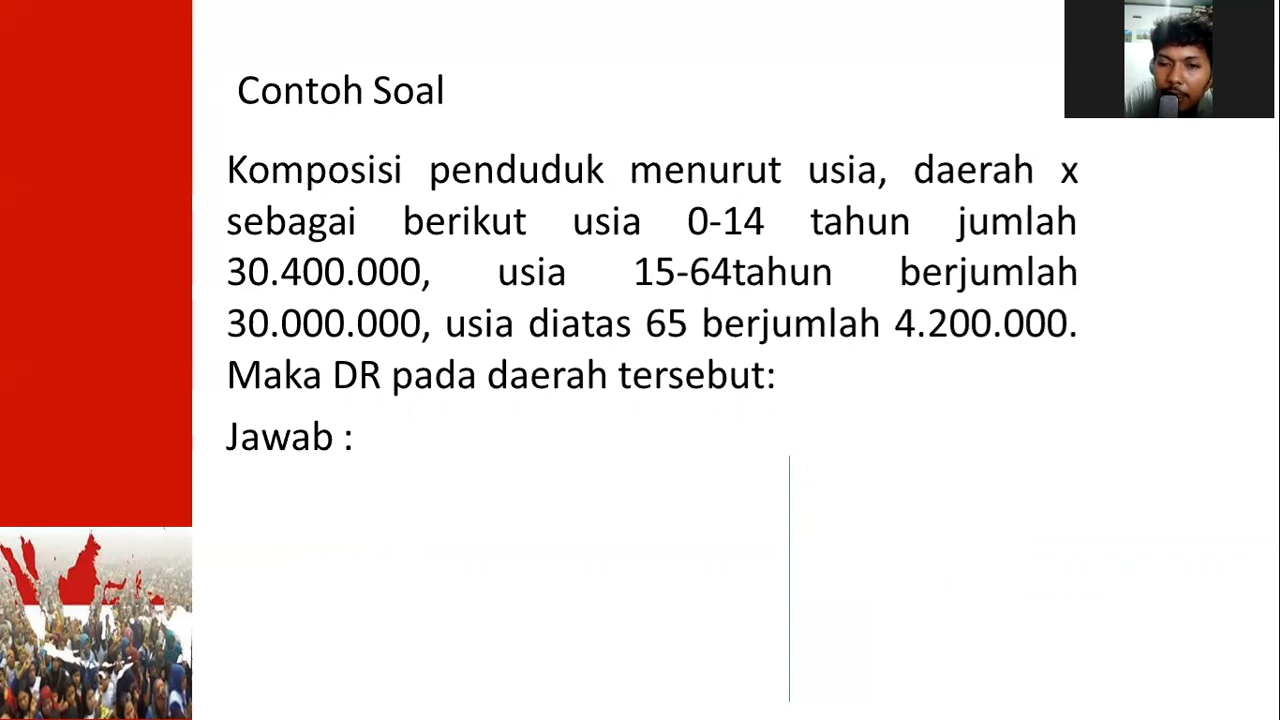 Contoh Soal
Komposisi penduduk menurut usia, daerah x
sebagai berikut usia 0-14 tahun jumlah
30.400.000, usia 15-64tahun berjumlah
30.000.000, usia diatas 65 berjumlah 4.200.000.
Maka DR pada daerah tersebut:
Jawab :